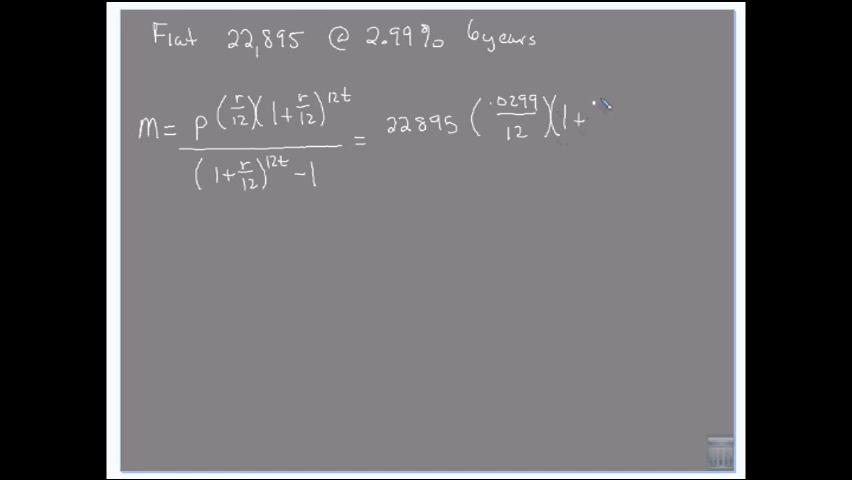 Fiat 22,895 @ 2.99% 6 years
M = P(r/12)(1+r/12)^12t / (1+r/12)^12t -1 = 22895 (.0299/12)(1+ .